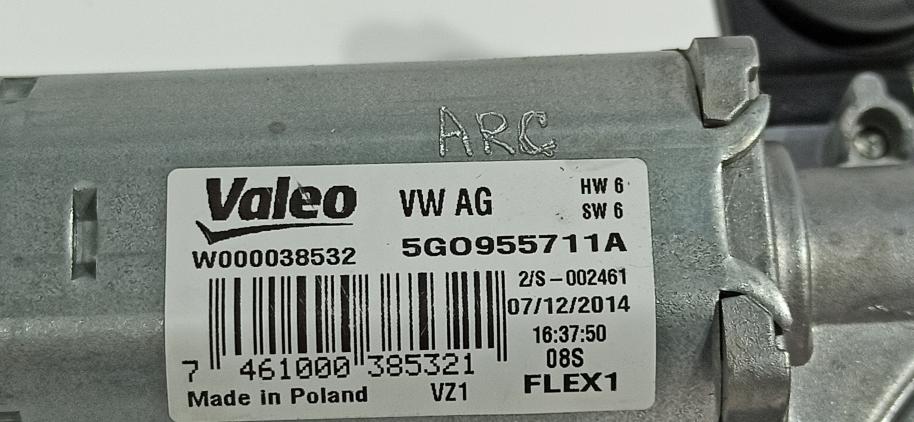 ARC
Valeo VW AG HW 6
SW 6
W000038532 5G0955711A
2/S-002461
07/12/2014
16:37:50
7 461000 385321 08S
Made in Poland VZ1 FLEX1